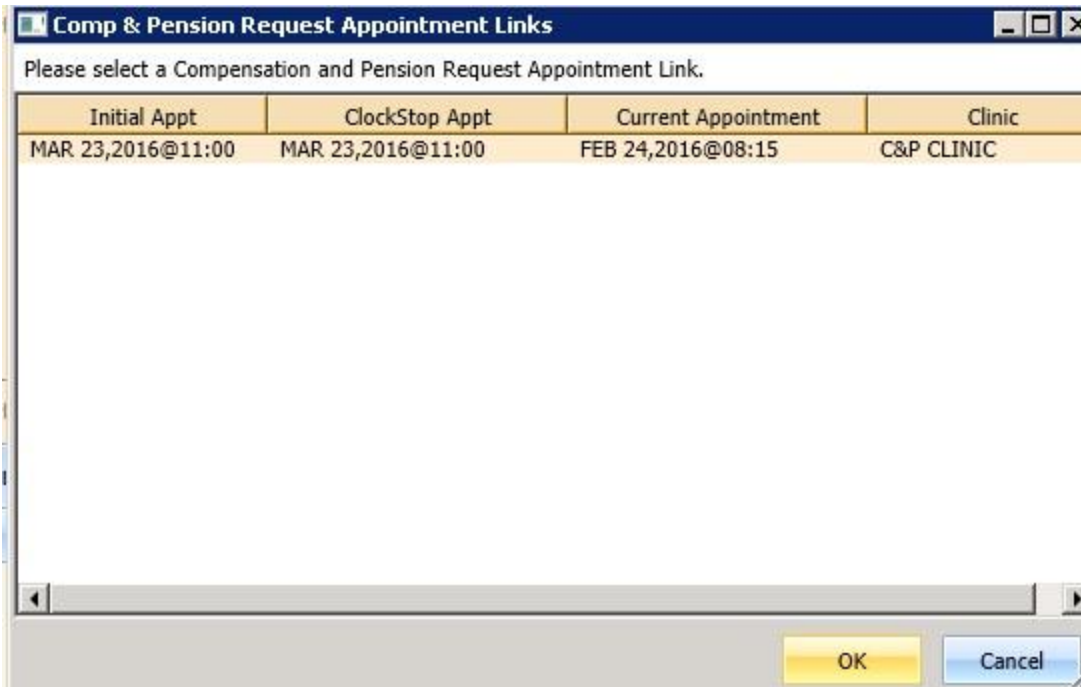 Comp & Pension Request Appointment Links
Please select a Compensation and Pension Request Appointment Link.
Initial Appt ClockStop Appt Current Appointment Clinic
MAR 23,2016@11:00 MAR 23,2016@11:00 FEB 24,2016@08:15 C&P CLINIC
OK Cancel